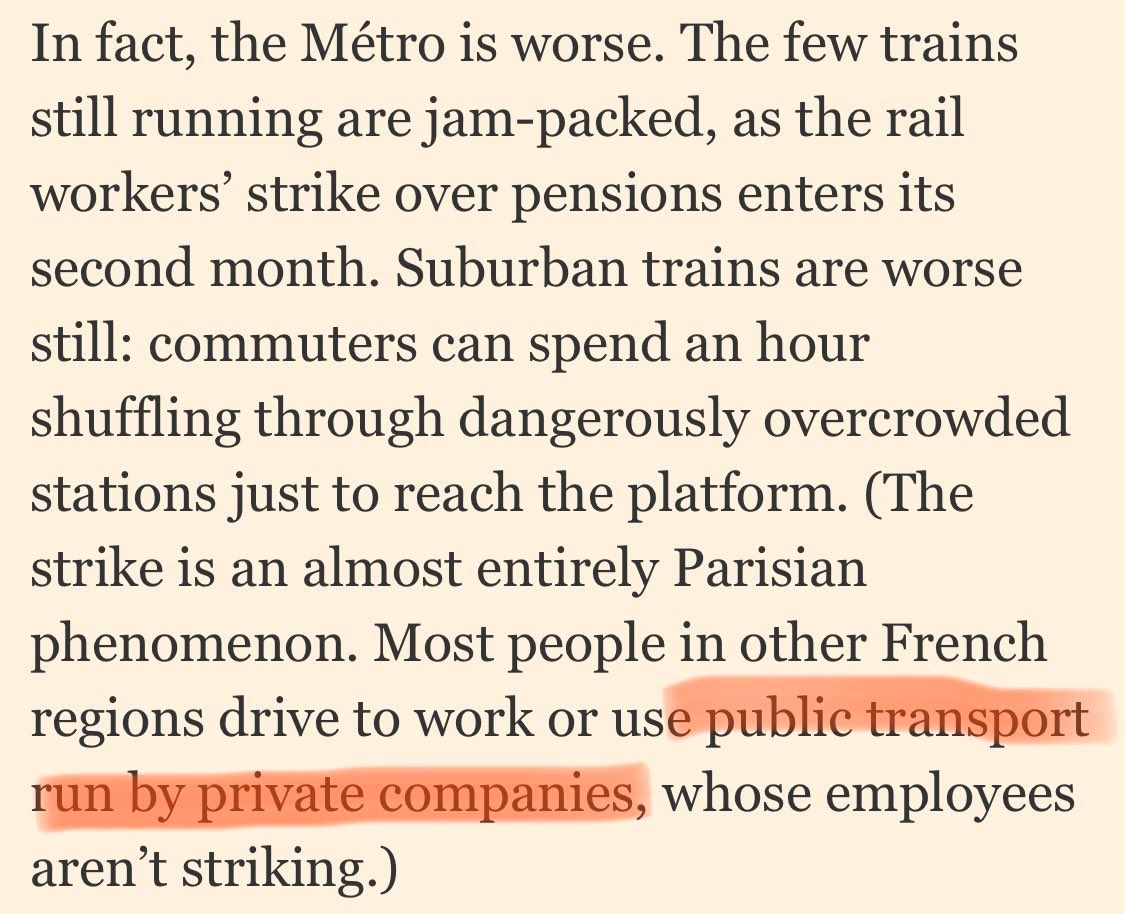 In fact, the Métro is worse. The few trains
still running are jam-packed, as the rail
workers’ strike over pensions enters its
second month. Suburban trains are worse
still: commuters can spend an hour
shuffling through dangerously overcrowded
stations just to reach the platform. (The
strike is an almost entirely Parisian
phenomenon. Most people in other French
regions drive to work or use public transport
run by private companies, whose employees
aren’t striking.)